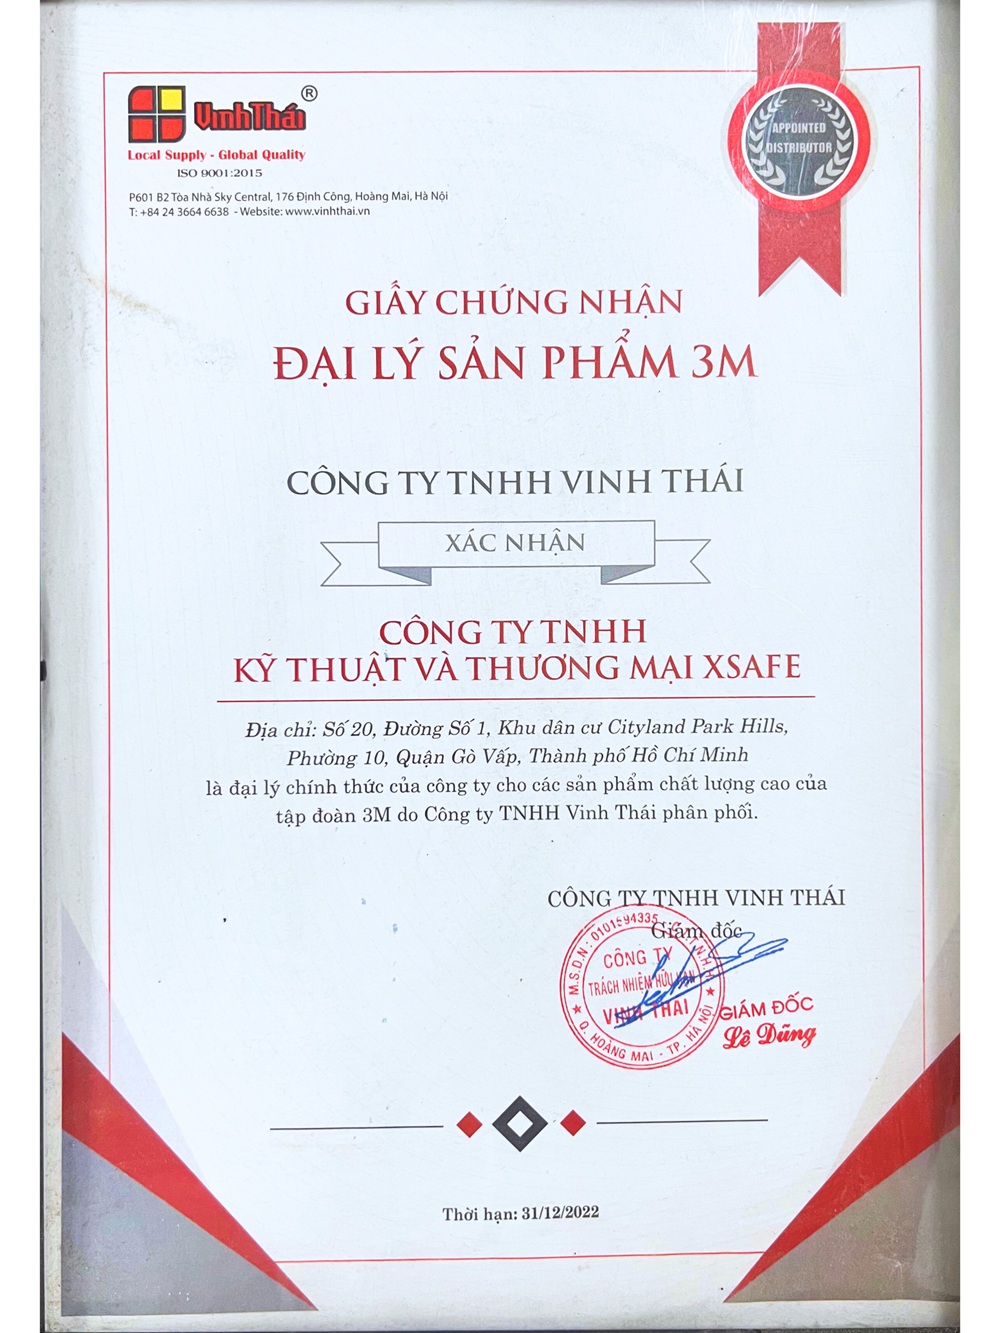 VinhThái ®
Local Supply - Global Quality
ISO 9001:2015
P601 B2 Tòa Nhà Sky Central, 176 Định Công, Hoàng Mai, Hà Nội
T: +84 24 3664 6638 - Website: www.vinhthai.vn
APPOINTED
DISTRIBUTOR
GIẤY CHỨNG NHẬN
ĐẠI LÝ SẢN PHẨM 3M
CÔNG TY TNHH VINH THÁI
XÁC NHẬN
CÔNG TY TNHH
KỸ THUẬT VÀ THƯƠNG MẠI XSAFE
Địa chỉ: Số 20, Đường Số 1, Khu dân cư Cityland Park Hills,
Phường 10, Quận Gò Vấp, Thành phố Hồ Chí Minh
là đại lý chính thức của công ty cho các sản phẩm chất lượng cao của
tập đoàn 3M do Công ty TNHH Vinh Thái phân phối.
CÔNG TY TNHH VINH THÁI
Giám đốc
M.S.D.N: 0101594335 - C.T.T.N.H.H
CÔNG TY
TRÁCH NHIỆM HỮU HẠN
VINH THÁI
Q. HOÀNG MAI - TP. HÀ NỘI
GIÁM ĐỐC
Lê Dũng
Thời hạn: 31/12/2022